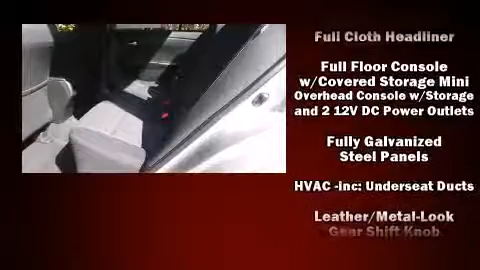 Full Cloth Headliner
Full Floor Console
w/Covered Storage Mini
Overhead Console w/Storage
and 2 12V DC Power Outlets
Fully Galvanized
Steel Panels
HVAC -inc: Underseat Ducts
Leather/Metal-Look
Gear Shift Knob